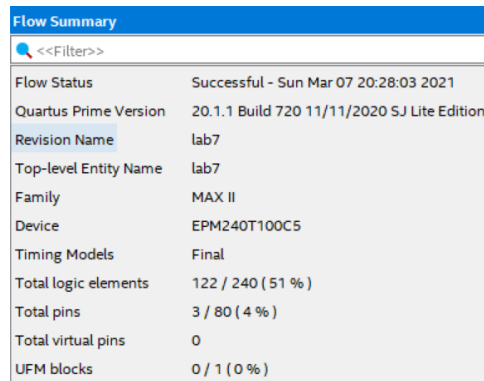 Flow Summary
<<Filter>>
Flow Status Successful - Sun Mar 07 20:28:03 2021
Quartus Prime Version 20.1.1 Build 720 11/11/2020 SJ Lite Edition
Revision Name lab7
Top-level Entity Name lab7
Family MAX II
Device EPM240T100C5
Timing Models Final
Total logic elements 122 / 240 ( 51 % )
Total pins 3 / 80 ( 4 % )
Total virtual pins 0
UFM blocks 0 / 1 ( 0 % )